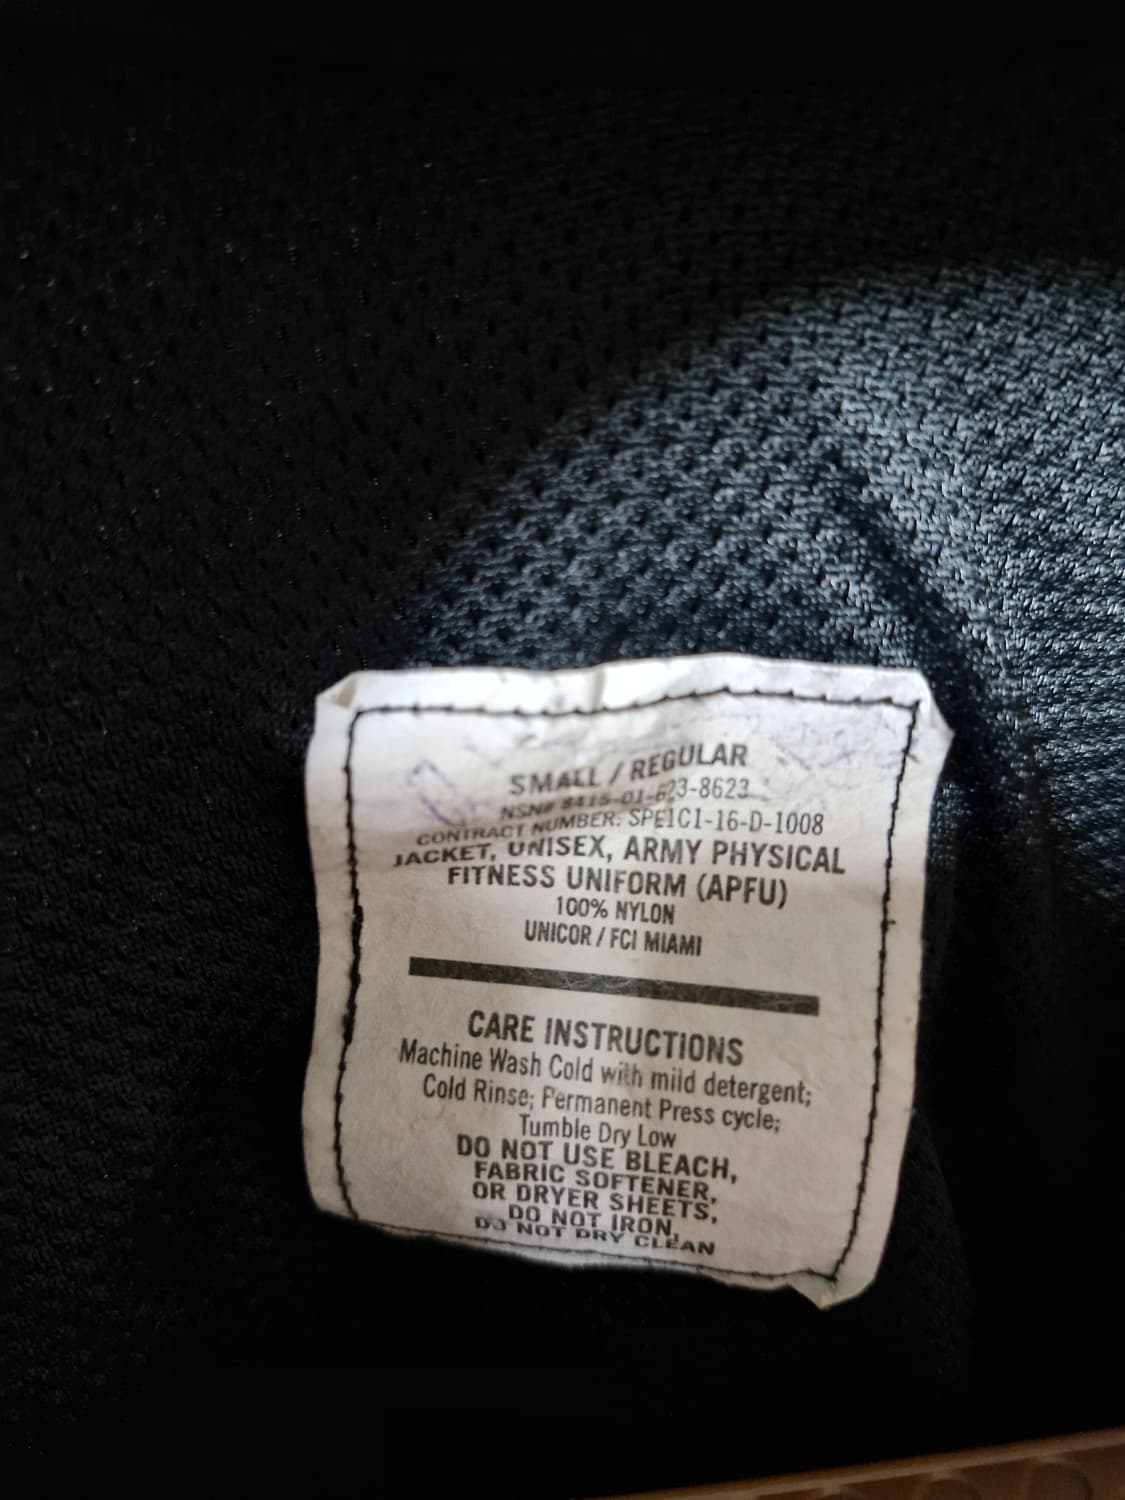 SMALL / REGULAR
NSN# 8415-01-623-8623
CONTRACT NUMBER: SPE1C1-16-D-1008
JACKET, UNISEX, ARMY PHYSICAL
FITNESS UNIFORM (APFU)
100% NYLON
UNICOR / FCI MIAMI
CARE INSTRUCTIONS
Machine Wash Cold with mild detergent;
Cold Rinse; Permanent Press cycle;
Tumble Dry Low
DO NOT USE BLEACH,
FABRIC SOFTENER,
OR DRYER SHEETS,
DO NOT IRON,
DO NOT DRY CLEAN